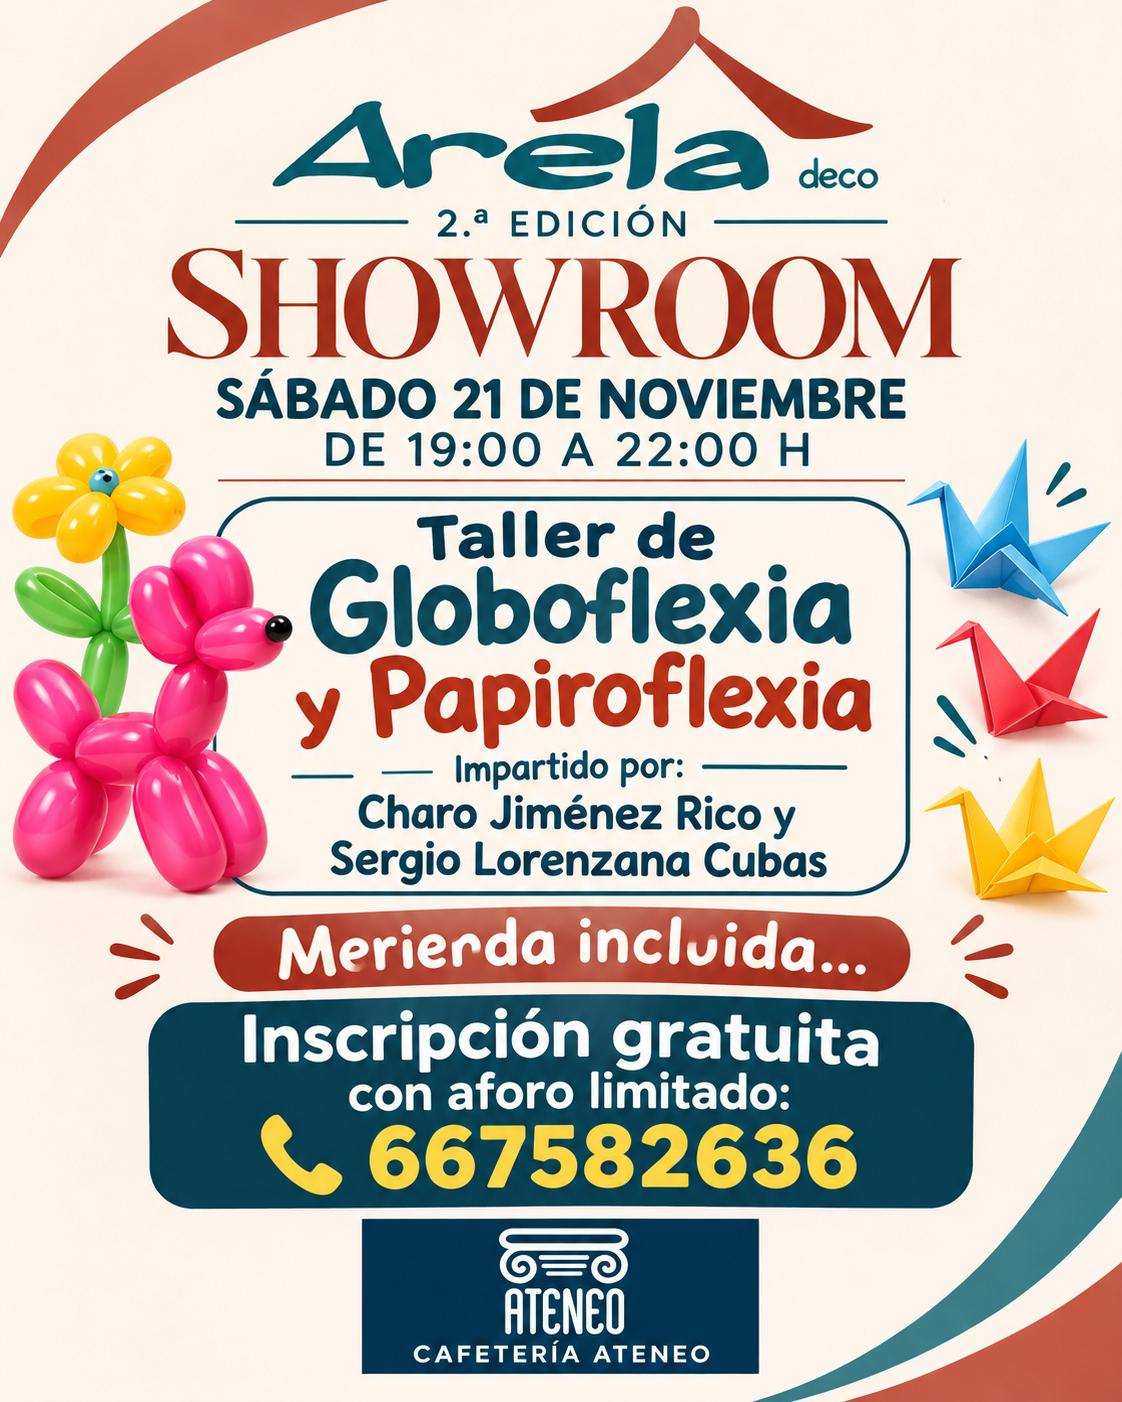 Arela deco
2.ª EDICIÓN
SHOWROOM
SÁBADO 21 DE NOVIEMBRE
DE 19:00 A 22:00 H
Taller de
Globoflexia
y Papiroflexia
Impartido por:
Charo Jiménez Rico y
Sergio Lorenzana Cubas
Merierda incluida...
Inscripción gratuita
con aforo limitado:
667582636
ATENEO
CAFETERÍA ATENEO